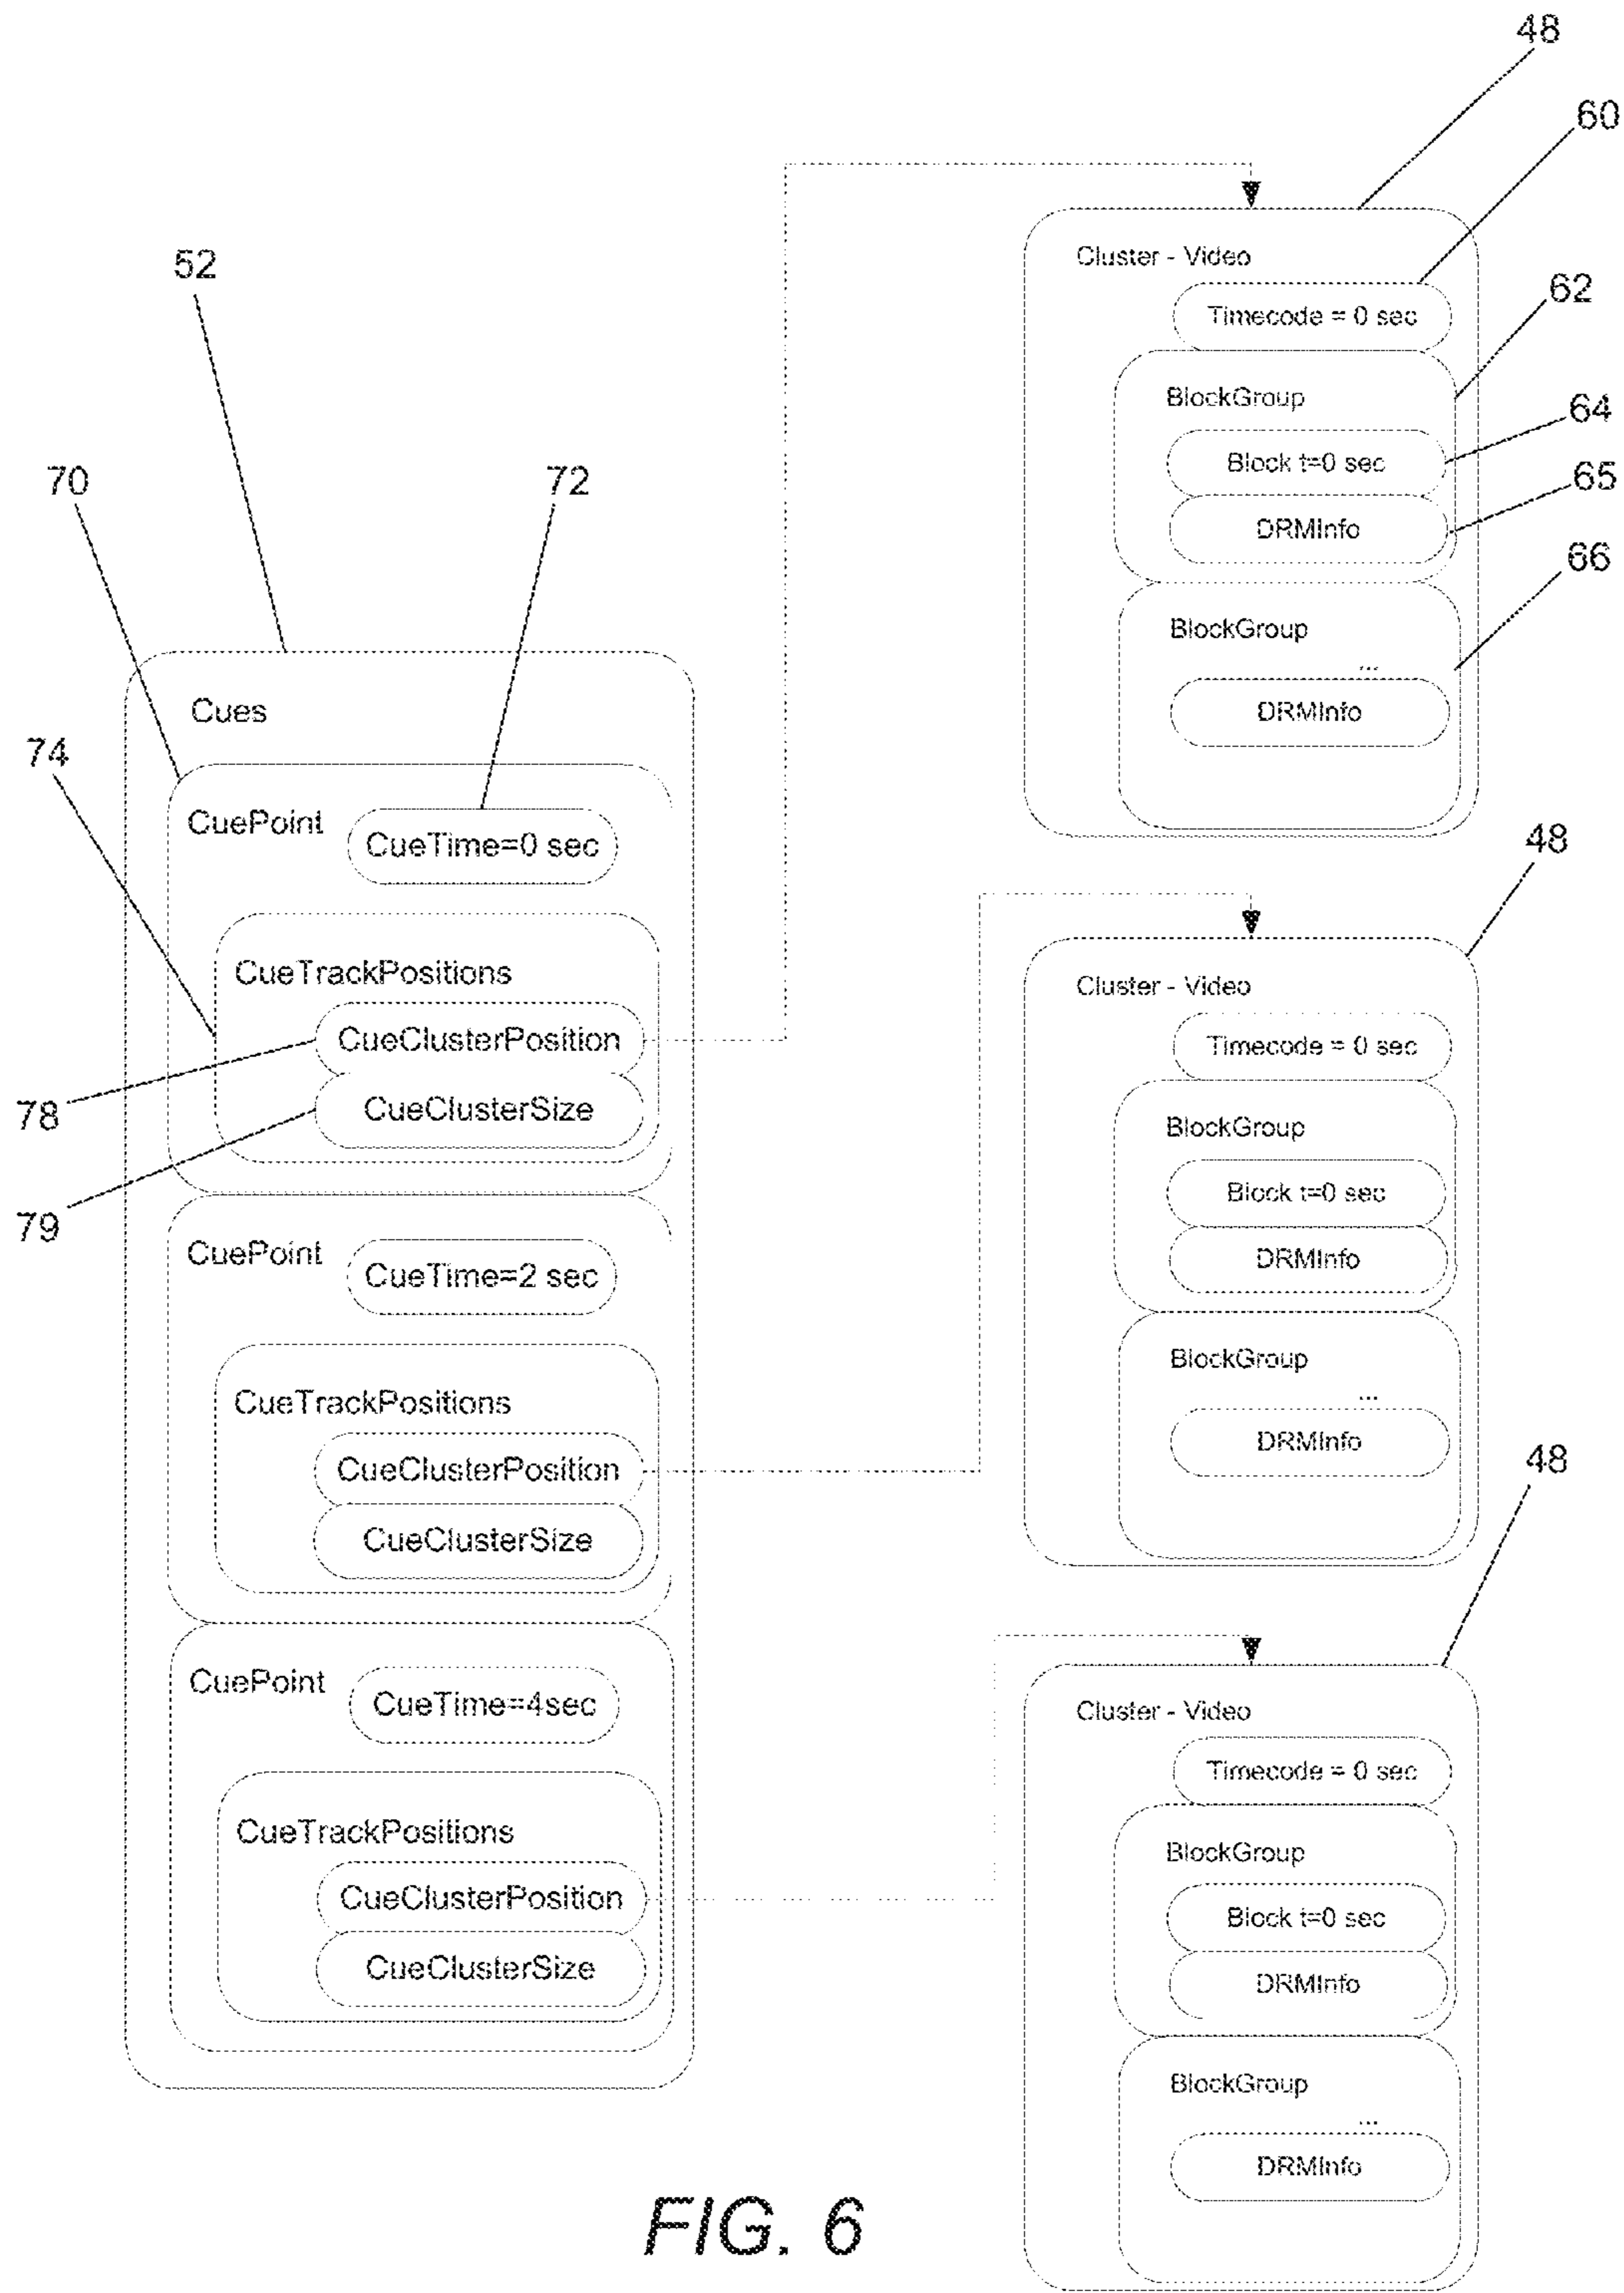 48
60
52
Cluster - Video
62
Timecode = 0 sec
BlockGroup
64
Block t=0 sec
65
DRMInfo
66
BlockGroup
...
DRMInfo
70
72
Cues
74
CuePoint
CueTime=0 sec
CueTrackPositions
CueClusterPosition
78
CueClusterSize
79
48
Cluster - Video
Timecode = 0 sec
BlockGroup
Block t=0 sec
DRMInfo
BlockGroup
...
DRMInfo
CuePoint
CueTime=2 sec
CueTrackPositions
CueClusterPosition
CueClusterSize
48
Cluster - Video
Timecode = 0 sec
BlockGroup
Block t=0 sec
DRMInfo
BlockGroup
...
DRMInfo
CuePoint
CueTime=4sec
CueTrackPositions
CueClusterPosition
CueClusterSize
FIG. 6